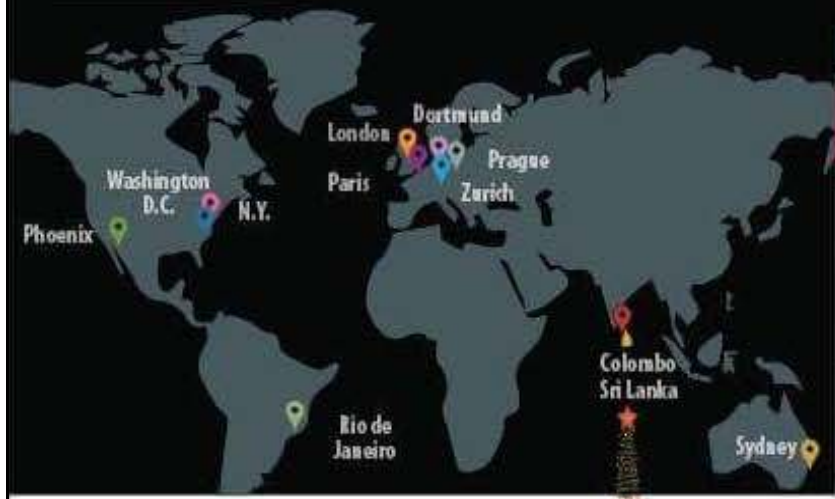 Dortmund
London
Prague
Paris
Zurich
Washington
D.C.
N.Y.
Phoenix
Colombo
Sri Lanka
Rio de
Janeiro
Sydney